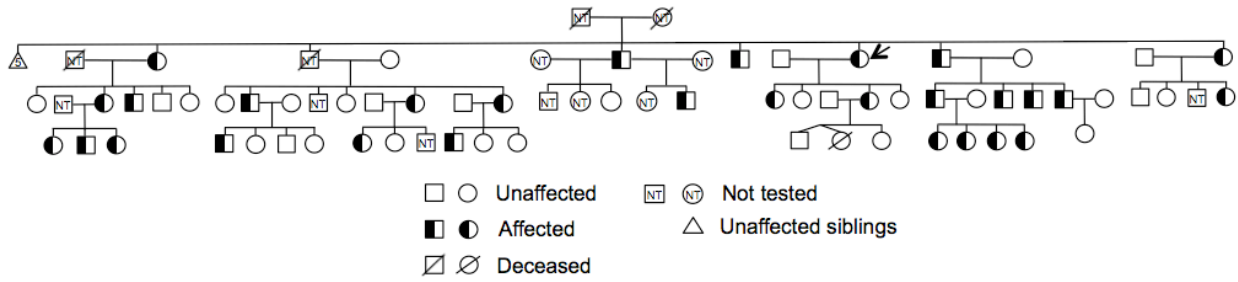 NT NT
5 NT NT NT NT
NT NT NT NT NT NT
NT
Unaffected NT NT Not tested
Affected Unaffected siblings
Deceased